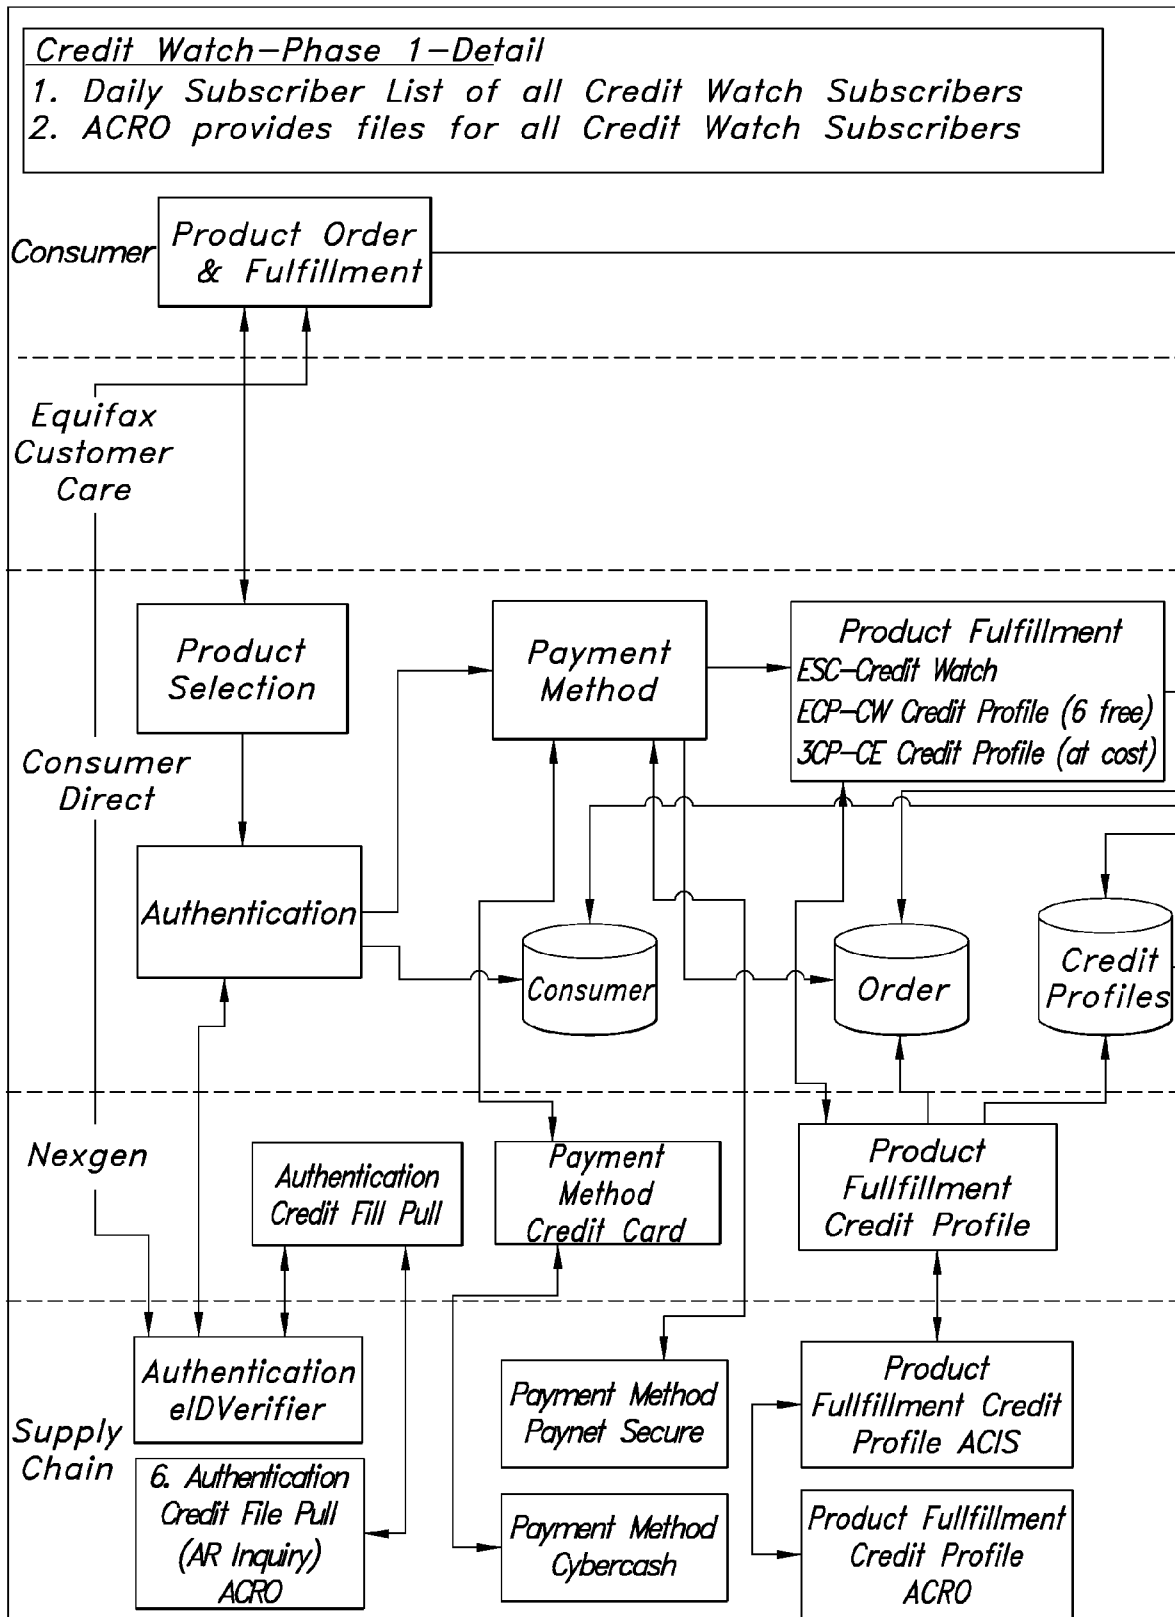 Credit Watch-Phase 1-Detail
1. Daily Subscriber List of all Credit Watch Subscribers
2. ACRO provides files for all Credit Watch Subscribers
Consumer
Product Order
& Fulfillment
Equifax
Customer
Care
Product
Selection
Payment
Method
Product Fulfillment
ESC-Credit Watch
ECP-CW Credit Profile (6 free)
3CP-CE Credit Profile (at cost)
Consumer
Direct
Authentication
Consumer
Order
Credit
Profiles
Nexgen
Authentication
Credit Fill Pull
Payment
Method
Credit Card
Product
Fullfillment
Credit Profile
Supply
Chain
Authentication
eIDVerifier
Payment Method
Paynet Secure
Product
Fullfillment Credit
Profile ACIS
6. Authentication
Credit File Pull
(AR Inquiry)
ACRO
Payment Method
Cybercash
Product Fullfillment
Credit Profile
ACRO